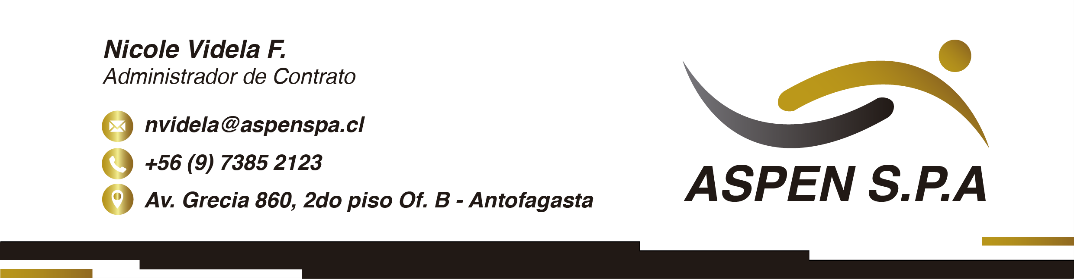 Nicole Videla F.
Administrador de Contrato
nvidela@aspenspa.cl
+56 (9) 7385 2123
Av. Grecia 860, 2do piso Of. B - Antofagasta
ASPEN S.P.A